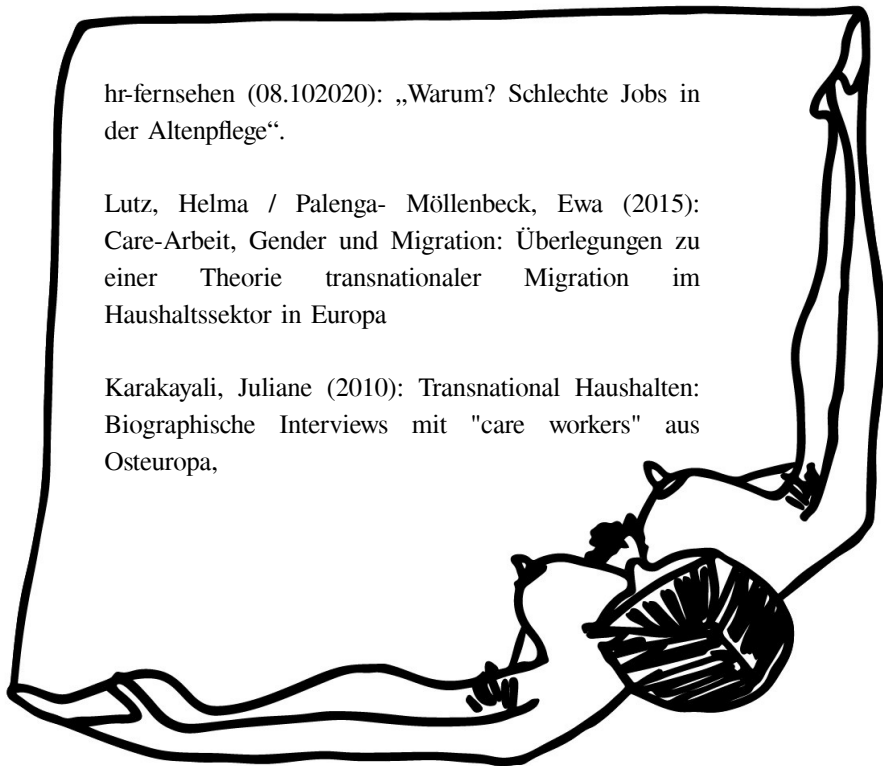 hr-fernsehen (08.102020): „Warum? Schlechte Jobs in
der Altenpflege“.
Lutz, Helma / Palenga- Möllenbeck, Ewa (2015):
Care-Arbeit, Gender und Migration: Überlegungen zu
einer Theorie transnationaler Migration im
Haushaltssektor in Europa
Karakayali, Juliane (2010): Transnational Haushalten:
Biographische Interviews mit "care workers" aus
Osteuropa,